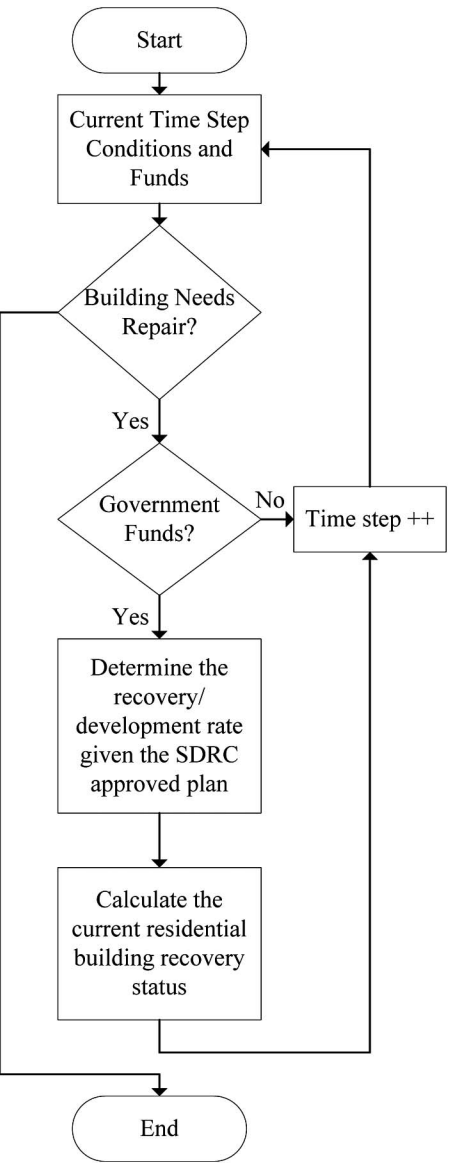 Start
Current Time Step
Conditions and
Funds
Building Needs
Repair?
Yes
Government
Funds?
No
Time step ++
Yes
Determine the
recovery/
development rate
given the SDRC
approved plan
Calculate the
current residential
building recovery
status
End